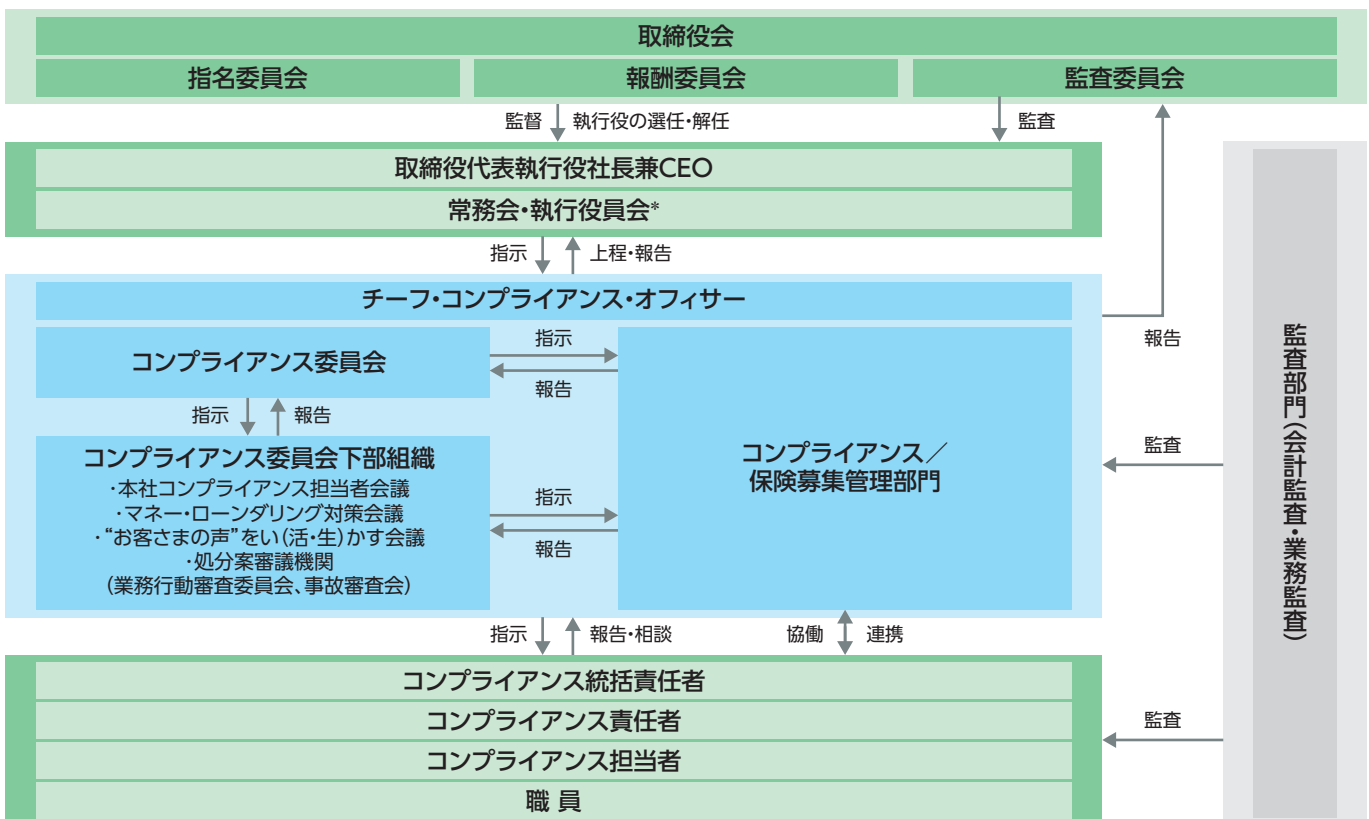 取締役会
指名委員会
報酬委員会
監査委員会
監督
執行役の選任・解任
監査
取締役代表執行役社長兼CEO
常務会・執行役員会*
指示
上程・報告
チーフ・コンプライアンス・オフィサー
報告
コンプライアンス委員会
指示
報告
指示
報告
コンプライアンス委員会下部組織
・本社コンプライアンス担当者会議
・マネー・ローンダリング対策会議
・“お客さまの声”をい(活・生)かす会議
・処分案審議機関
(業務行動審査委員会、事故審査会)
指示
報告
コンプライアンス／
保険募集管理部門
監査
監査部門(会計監査・業務監査)
指示
報告・相談
協働
連携
コンプライアンス統括責任者
コンプライアンス責任者
コンプライアンス担当者
職 員
監査